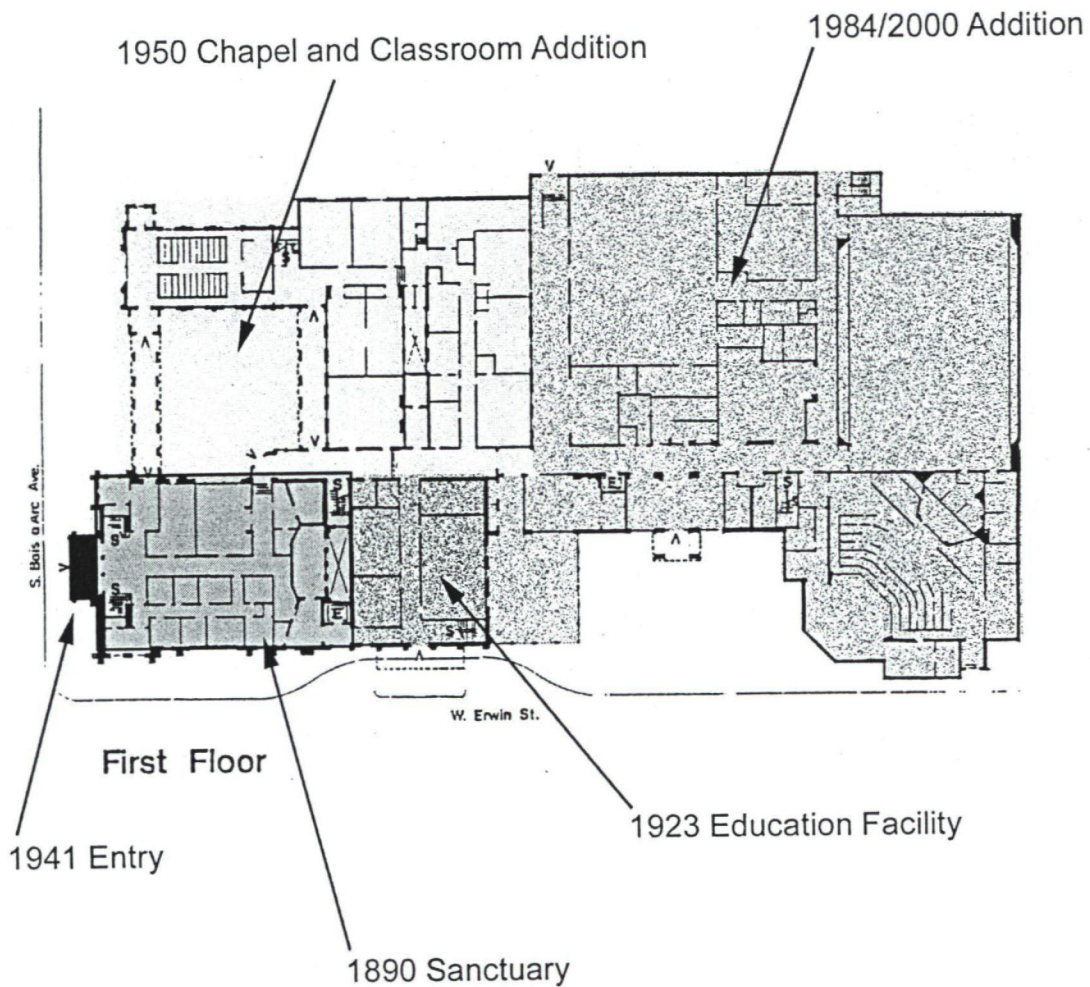 1984/2000 Addition
1950 Chapel and Classroom Addition
S
S. Bois d Arc Ave.
S
E
S
S
S
E
S
W. Erwin St.
First Floor
1923 Education Facility
1941 Entry
1890 Sanctuary